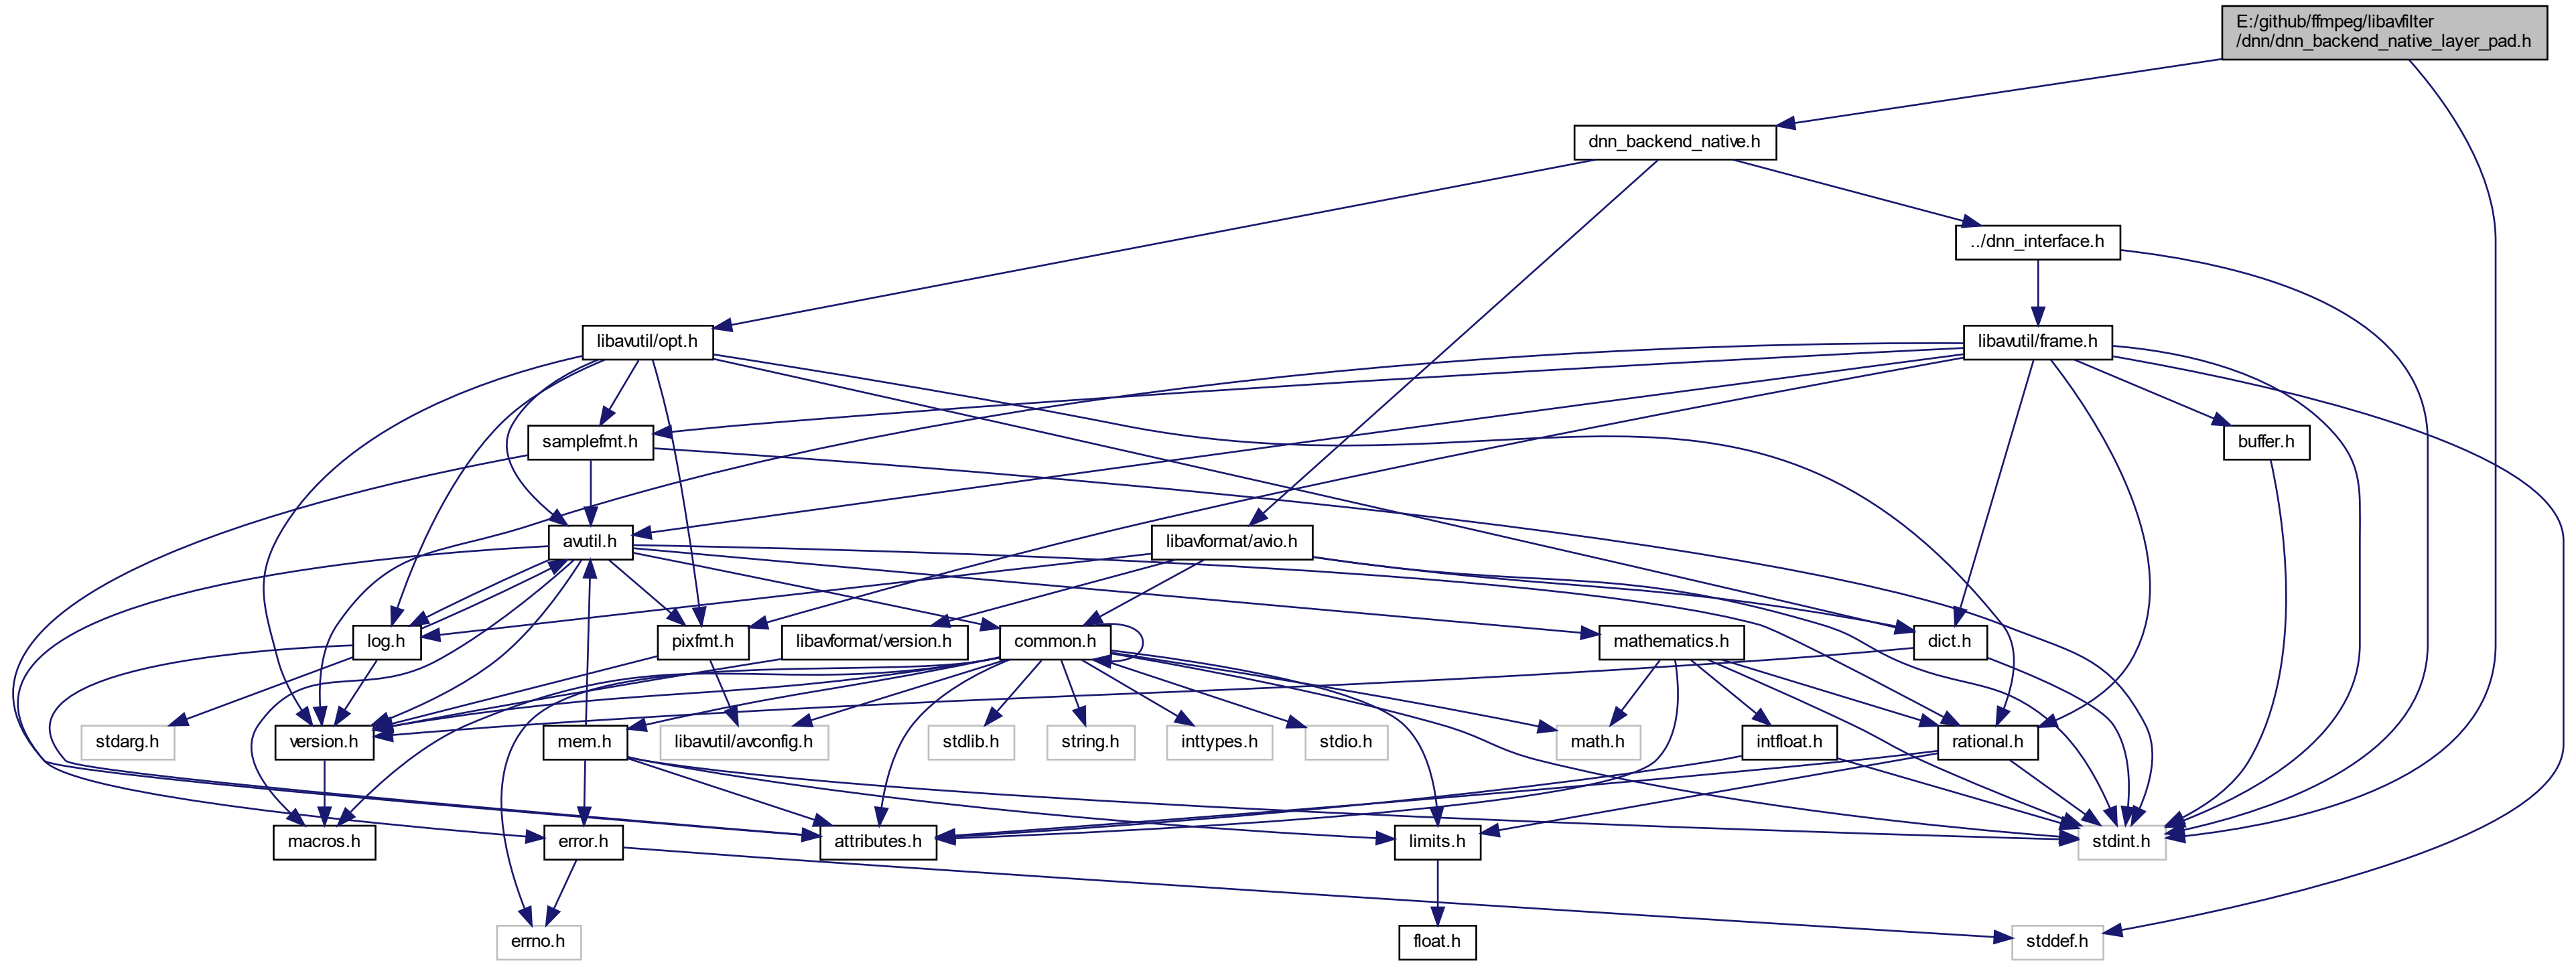 E:/github/ffmpeg/libavfilter
/dnn/dnn_backend_native_layer_pad.h
dnn_backend_native.h
../dnn_interface.h
libavutil/opt.h
libavutil/frame.h
samplefmt.h
buffer.h
avutil.h
libavformat/avio.h
log.h
pixfmt.h
libavformat/version.h
common.h
mathematics.h
dict.h
stdarg.h
version.h
mem.h
libavutil/avconfig.h
stdlib.h
string.h
inttypes.h
stdio.h
math.h
intfloat.h
rational.h
macros.h
error.h
attributes.h
limits.h
stdint.h
errno.h
float.h
stddef.h